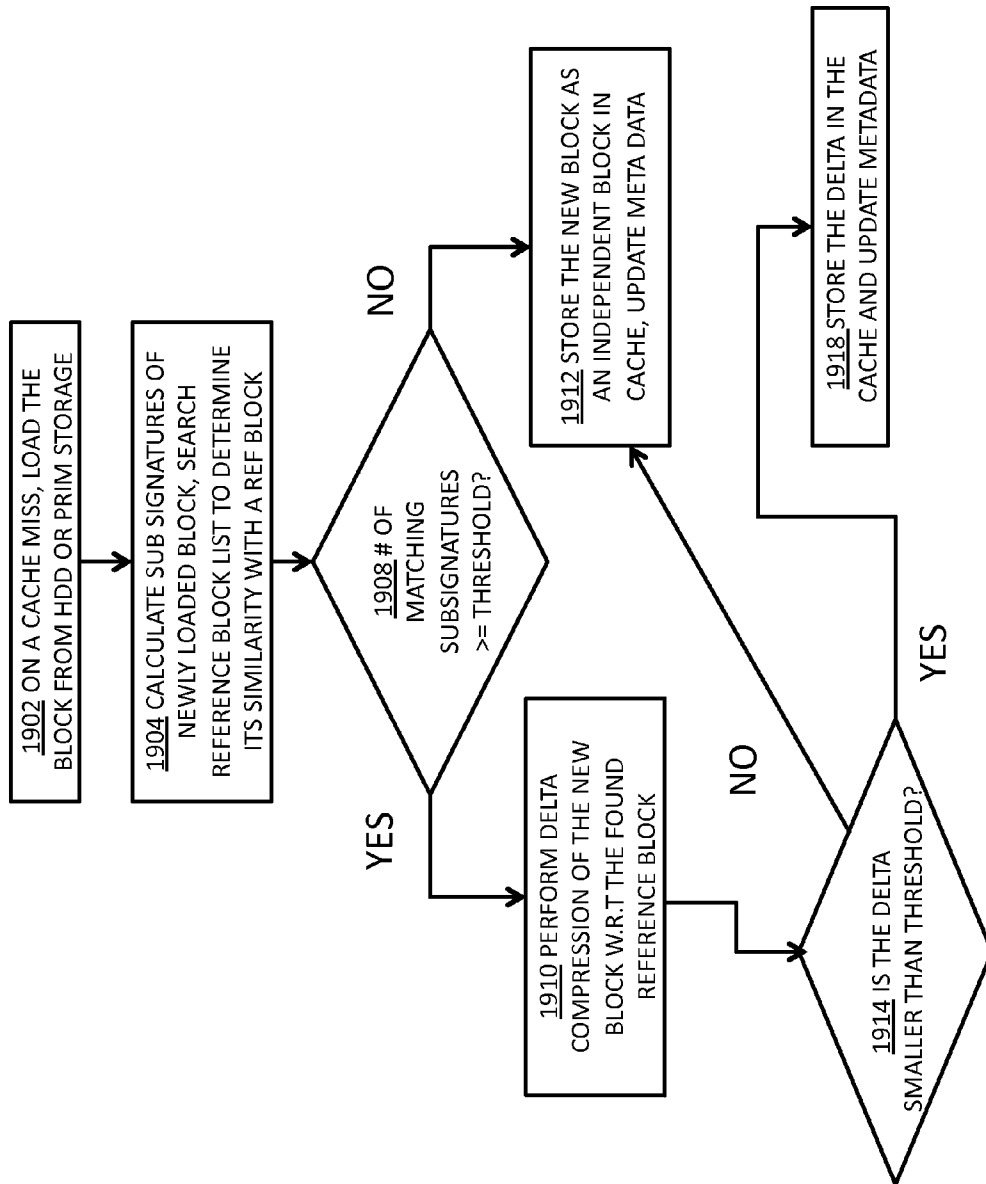 1902 ON A CACHE MISS, LOAD THE
BLOCK FROM HDD OR PRIM STORAGE
1904 CALCULATE SUB SIGNATURES OF
NEWLY LOADED BLOCK, SEARCH
REFERENCE BLOCK LIST TO DETERMINE
ITS SIMILARITY WITH A REF BLOCK
1908 # OF
MATCHING
SUBSIGNATURES
>= THRESHOLD?
YES
NO
1910 PERFORM DELTA
COMPRESSION OF THE NEW
BLOCK W.R.T THE FOUND
REFERENCE BLOCK
1912 STORE THE NEW BLOCK AS
AN INDEPENDENT BLOCK IN
CACHE, UPDATE META DATA
NO
1914 IS THE DELTA
SMALLER THAN THRESHOLD?
YES
1918 STORE THE DELTA IN THE
CACHE AND UPDATE METADATA